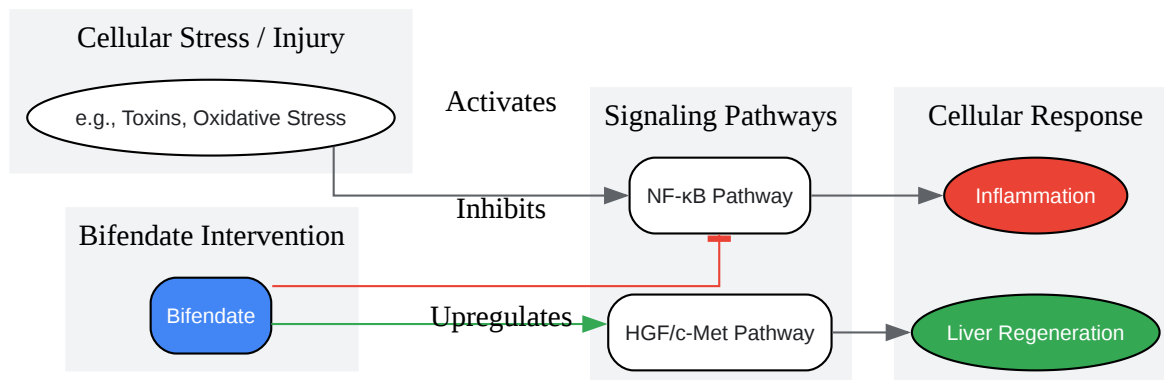 Cellular Stress / Injury
e.g., Toxins, Oxidative Stress
Activates
Inhibits
Bifendate Intervention
Bifendate
Upregulates
Signaling Pathways
NF-κB Pathway
HGF/c-Met Pathway
Cellular Response
Inflammation
Liver Regeneration